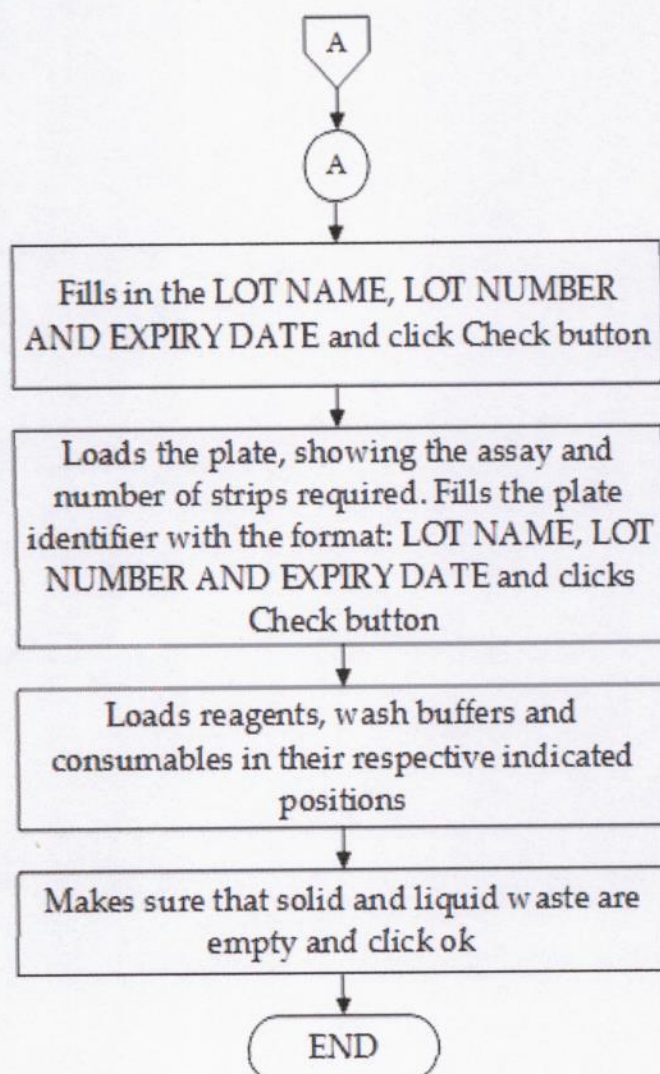 A
A
Fills in the LOT NAME, LOT NUMBER
AND EXPIRY DATE and click Check button
Loads the plate, showing the assay and
number of strips required. Fills the plate
identifier with the format: LOT NAME, LOT
NUMBER AND EXPIRY DATE and clicks
Check button
Loads reagents, wash buffers and
consumables in their respective indicated
positions
Makes sure that solid and liquid waste are
empty and click ok
END